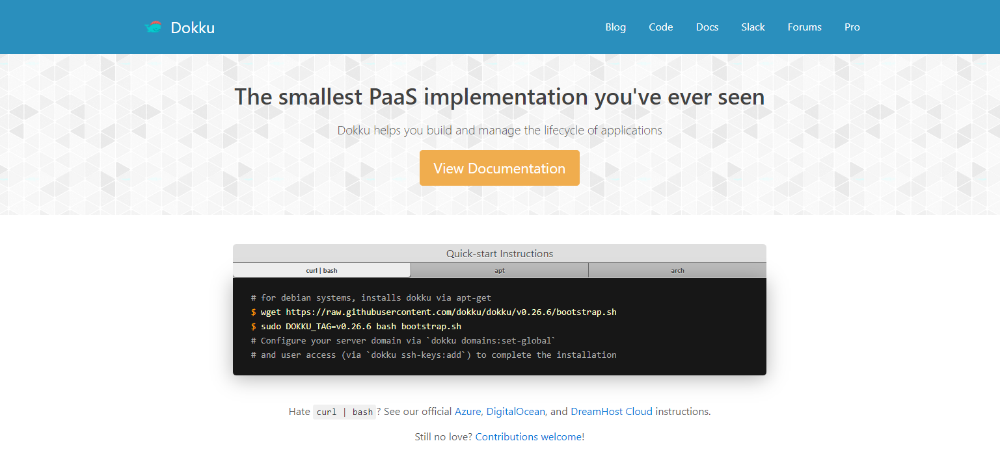 Dokku
Blog Code Docs Slack Forums Pro
The smallest PaaS implementation you've ever seen
Dokku helps you build and manage the lifecycle of applications
View Documentation
Quick-start Instructions
curl | bash apt arch
# for debian systems, installs dokku via apt-get
$ wget https://raw.githubusercontent.com/dokku/dokku/v0.26.6/bootstrap.sh
$ sudo DOKKU_TAG=v0.26.6 bash bootstrap.sh
# Configure your server domain via `dokku domains:set-global`
# and user access (via `dokku ssh-keys:add`) to complete the installation
Hate curl | bash? See our official Azure, DigitalOcean, and DreamHost Cloud instructions.
Still no love? Contributions welcome!